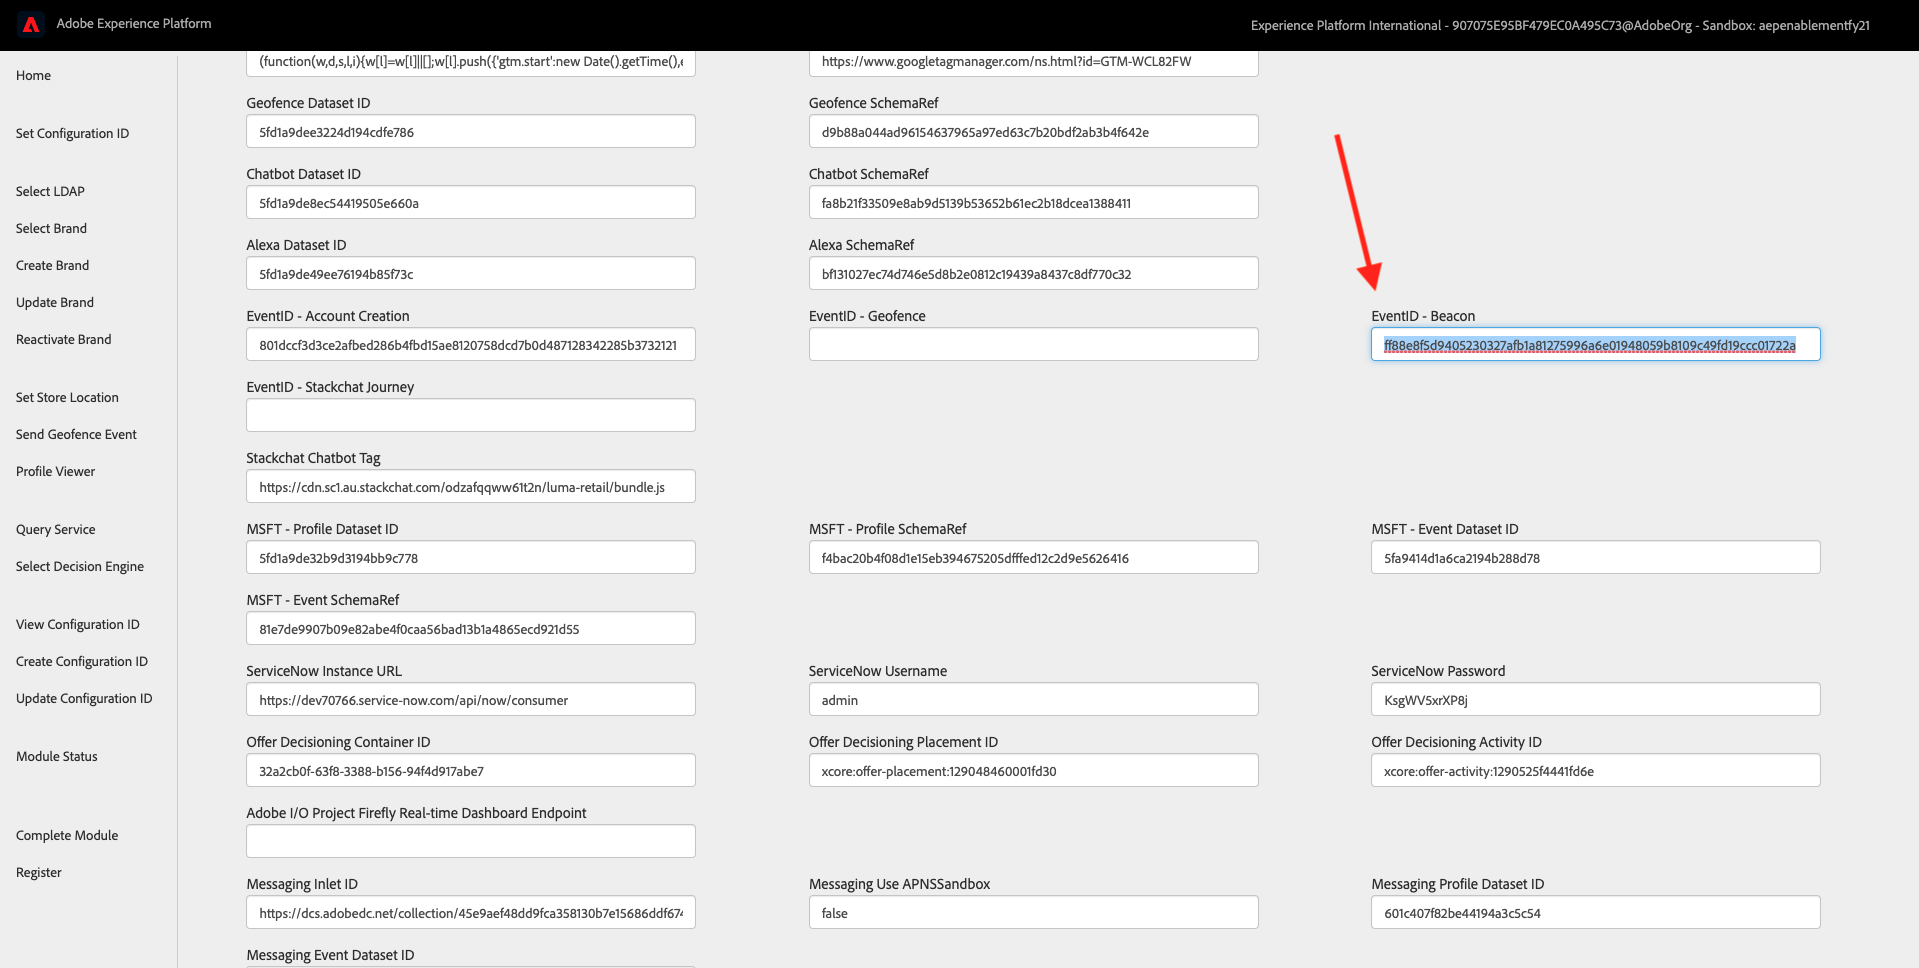 Adobe Experience Platform
Experience Platform International - 907075E95BF479EC0A495C73@AdobeOrg - Sandbox: aepenablementfy21
Home
Set Configuration ID
Select LDAP
Select Brand
Create Brand
Update Brand
Reactivate Brand
Set Store Location
Send Geofence Event
Profile Viewer
Query Service
Select Decision Engine
View Configuration ID
Create Configuration ID
Update Configuration ID
Module Status
Complete Module
Register
(function(w,d,s,l,i){w[l]=w[l]||[];w[l].push({'gtm.start':new Date().getTime(),e
https://www.googletagmanager.com/ns.html?id=GTM-WCL82FW
Geofence Dataset ID
5fd1a9dee3224d194cdfe786
Geofence SchemaRef
d9b88a044ad96154637965a97ed63c7b20bdf2ab3b4f642e
Chatbot Dataset ID
5fd1a9de8ec54419505e660a
Chatbot SchemaRef
fa8b21f33509e8ab9d5139b53652b61ec2b18dcea1388411
Alexa Dataset ID
5fd1a9de49ee76194b85f73c
Alexa SchemaRef
bf131027ec74d746e5d8b2e0812c19439a8437c8df770c32
EventID - Account Creation
801dccf3d3ce2afbed286b4fbd15ae8120758dcd7b0d487128342285b3732121
EventID - Geofence
EventID - Beacon
ff88e8f5d9405230327afb1a81275996a6e01948059b8109c49fd19ccc01722a
EventID - Stackchat Journey
Stackchat Chatbot Tag
https://cdn.sc1.au.stackchat.com/odzafqqww61t2n/luma-retail/bundle.js
MSFT - Profile Dataset ID
5fd1a9de32b9d3194bb9c778
MSFT - Profile SchemaRef
f4bac20b4f08d1e15eb394675205dfffed12c2d9e5626416
MSFT - Event Dataset ID
5fa9414d1a6ca2194b288d78
MSFT - Event SchemaRef
81e7de9907b09e82abe4f0caa56bad13b1a4865ecd921d55
ServiceNow Instance URL
https://dev70766.service-now.com/api/now/consumer
ServiceNow Username
admin
ServiceNow Password
KsgWV5xrXP8j
Offer Decisioning Container ID
32a2cb0f-63f8-3388-b156-94f4d917abe7
Offer Decisioning Placement ID
xcore:offer-placement:129048460001fd30
Offer Decisioning Activity ID
xcore:offer-activity:1290525f4441fd6e
Adobe I/O Project Firefly Real-time Dashboard Endpoint
Messaging Inlet ID
https://dcs.adobedc.net/collection/45e9aef48dd9fca358130b7e15686ddf674
Messaging Use APNSSandbox
false
Messaging Profile Dataset ID
601c407f82be44194a3c5c54
Messaging Event Dataset ID